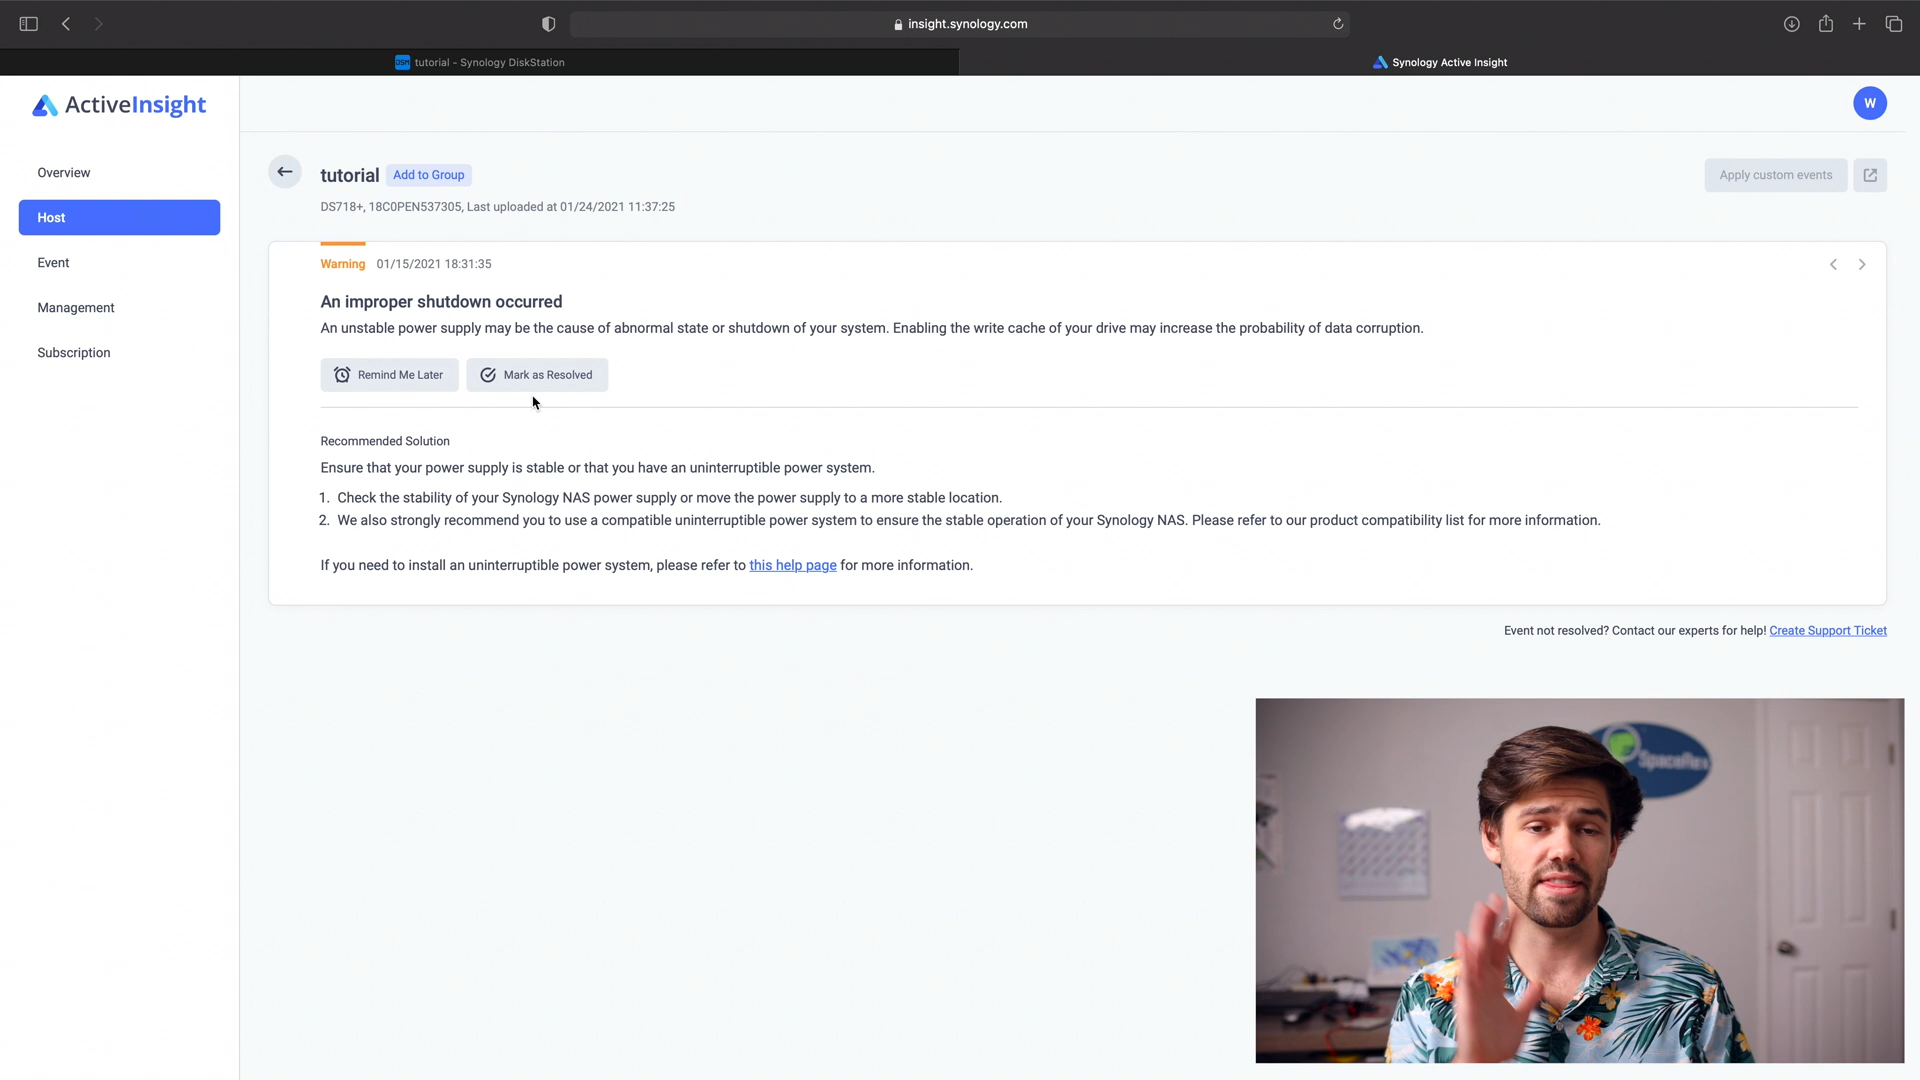 insight.synology.com
DSM tutorial - Synology DiskStation
Synology Active Insight
ActiveInsight
W
Overview
Host
Event
Management
Subscription
tutorial Add to Group
Apply custom events
DS718+, 18C0PEN537305, Last uploaded at 01/24/2021 11:37:25
Warning 01/15/2021 18:31:35
An improper shutdown occurred
An unstable power supply may be the cause of abnormal state or shutdown of your system. Enabling the write cache of your drive may increase the probability of data corruption.
Remind Me Later
Mark as Resolved
Recommended Solution
Ensure that your power supply is stable or that you have an uninterruptible power system.
1. Check the stability of your Synology NAS power supply or move the power supply to a more stable location.
2. We also strongly recommend you to use a compatible uninterruptible power system to ensure the stable operation of your Synology NAS. Please refer to our product compatibility list for more information.
If you need to install an uninterruptible power system, please refer to this help page for more information.
Event not resolved? Contact our experts for help! Create Support Ticket
SpaceRex